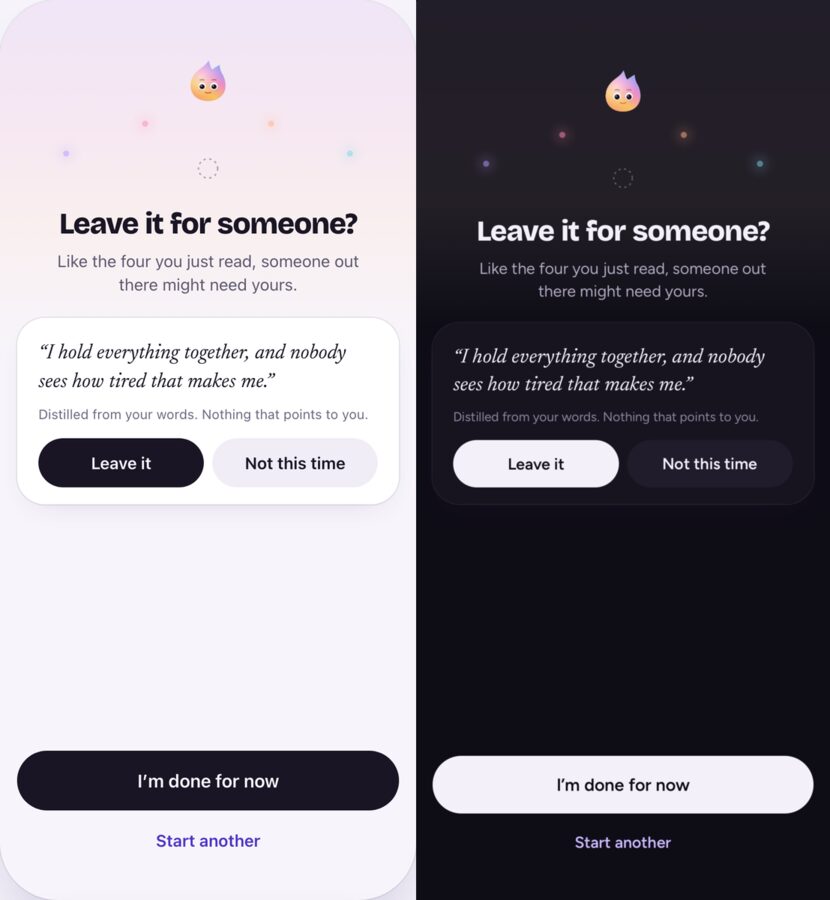 Leave it for someone?
Like the four you just read, someone out
there might need yours.
“I hold everything together, and nobody
sees how tired that makes me.”
Distilled from your words. Nothing that points to you.
Leave it
Not this time
I’m done for now
Start another
Leave it for someone?
Like the four you just read, someone out
there might need yours.
“I hold everything together, and nobody
sees how tired that makes me.”
Distilled from your words. Nothing that points to you.
Leave it
Not this time
I’m done for now
Start another